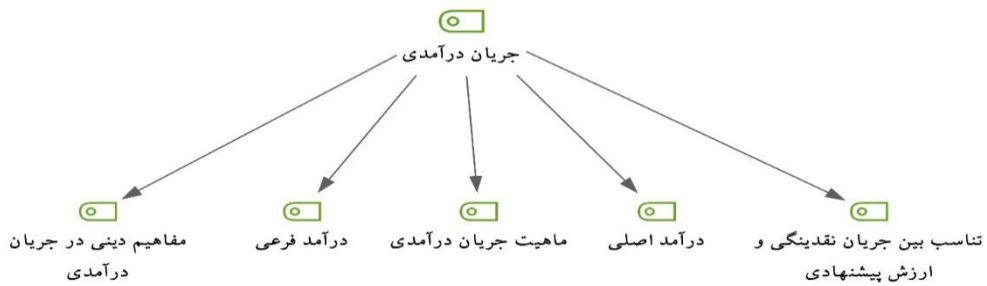 جریان درآمدی
تناسب بین جریان نقدینگی و
ارزش پیشنهادی
درآمد اصلی
ماهیت جریان درآمدی
درآمد فرعی
مفاهیم دینی در جریان
درآمدی